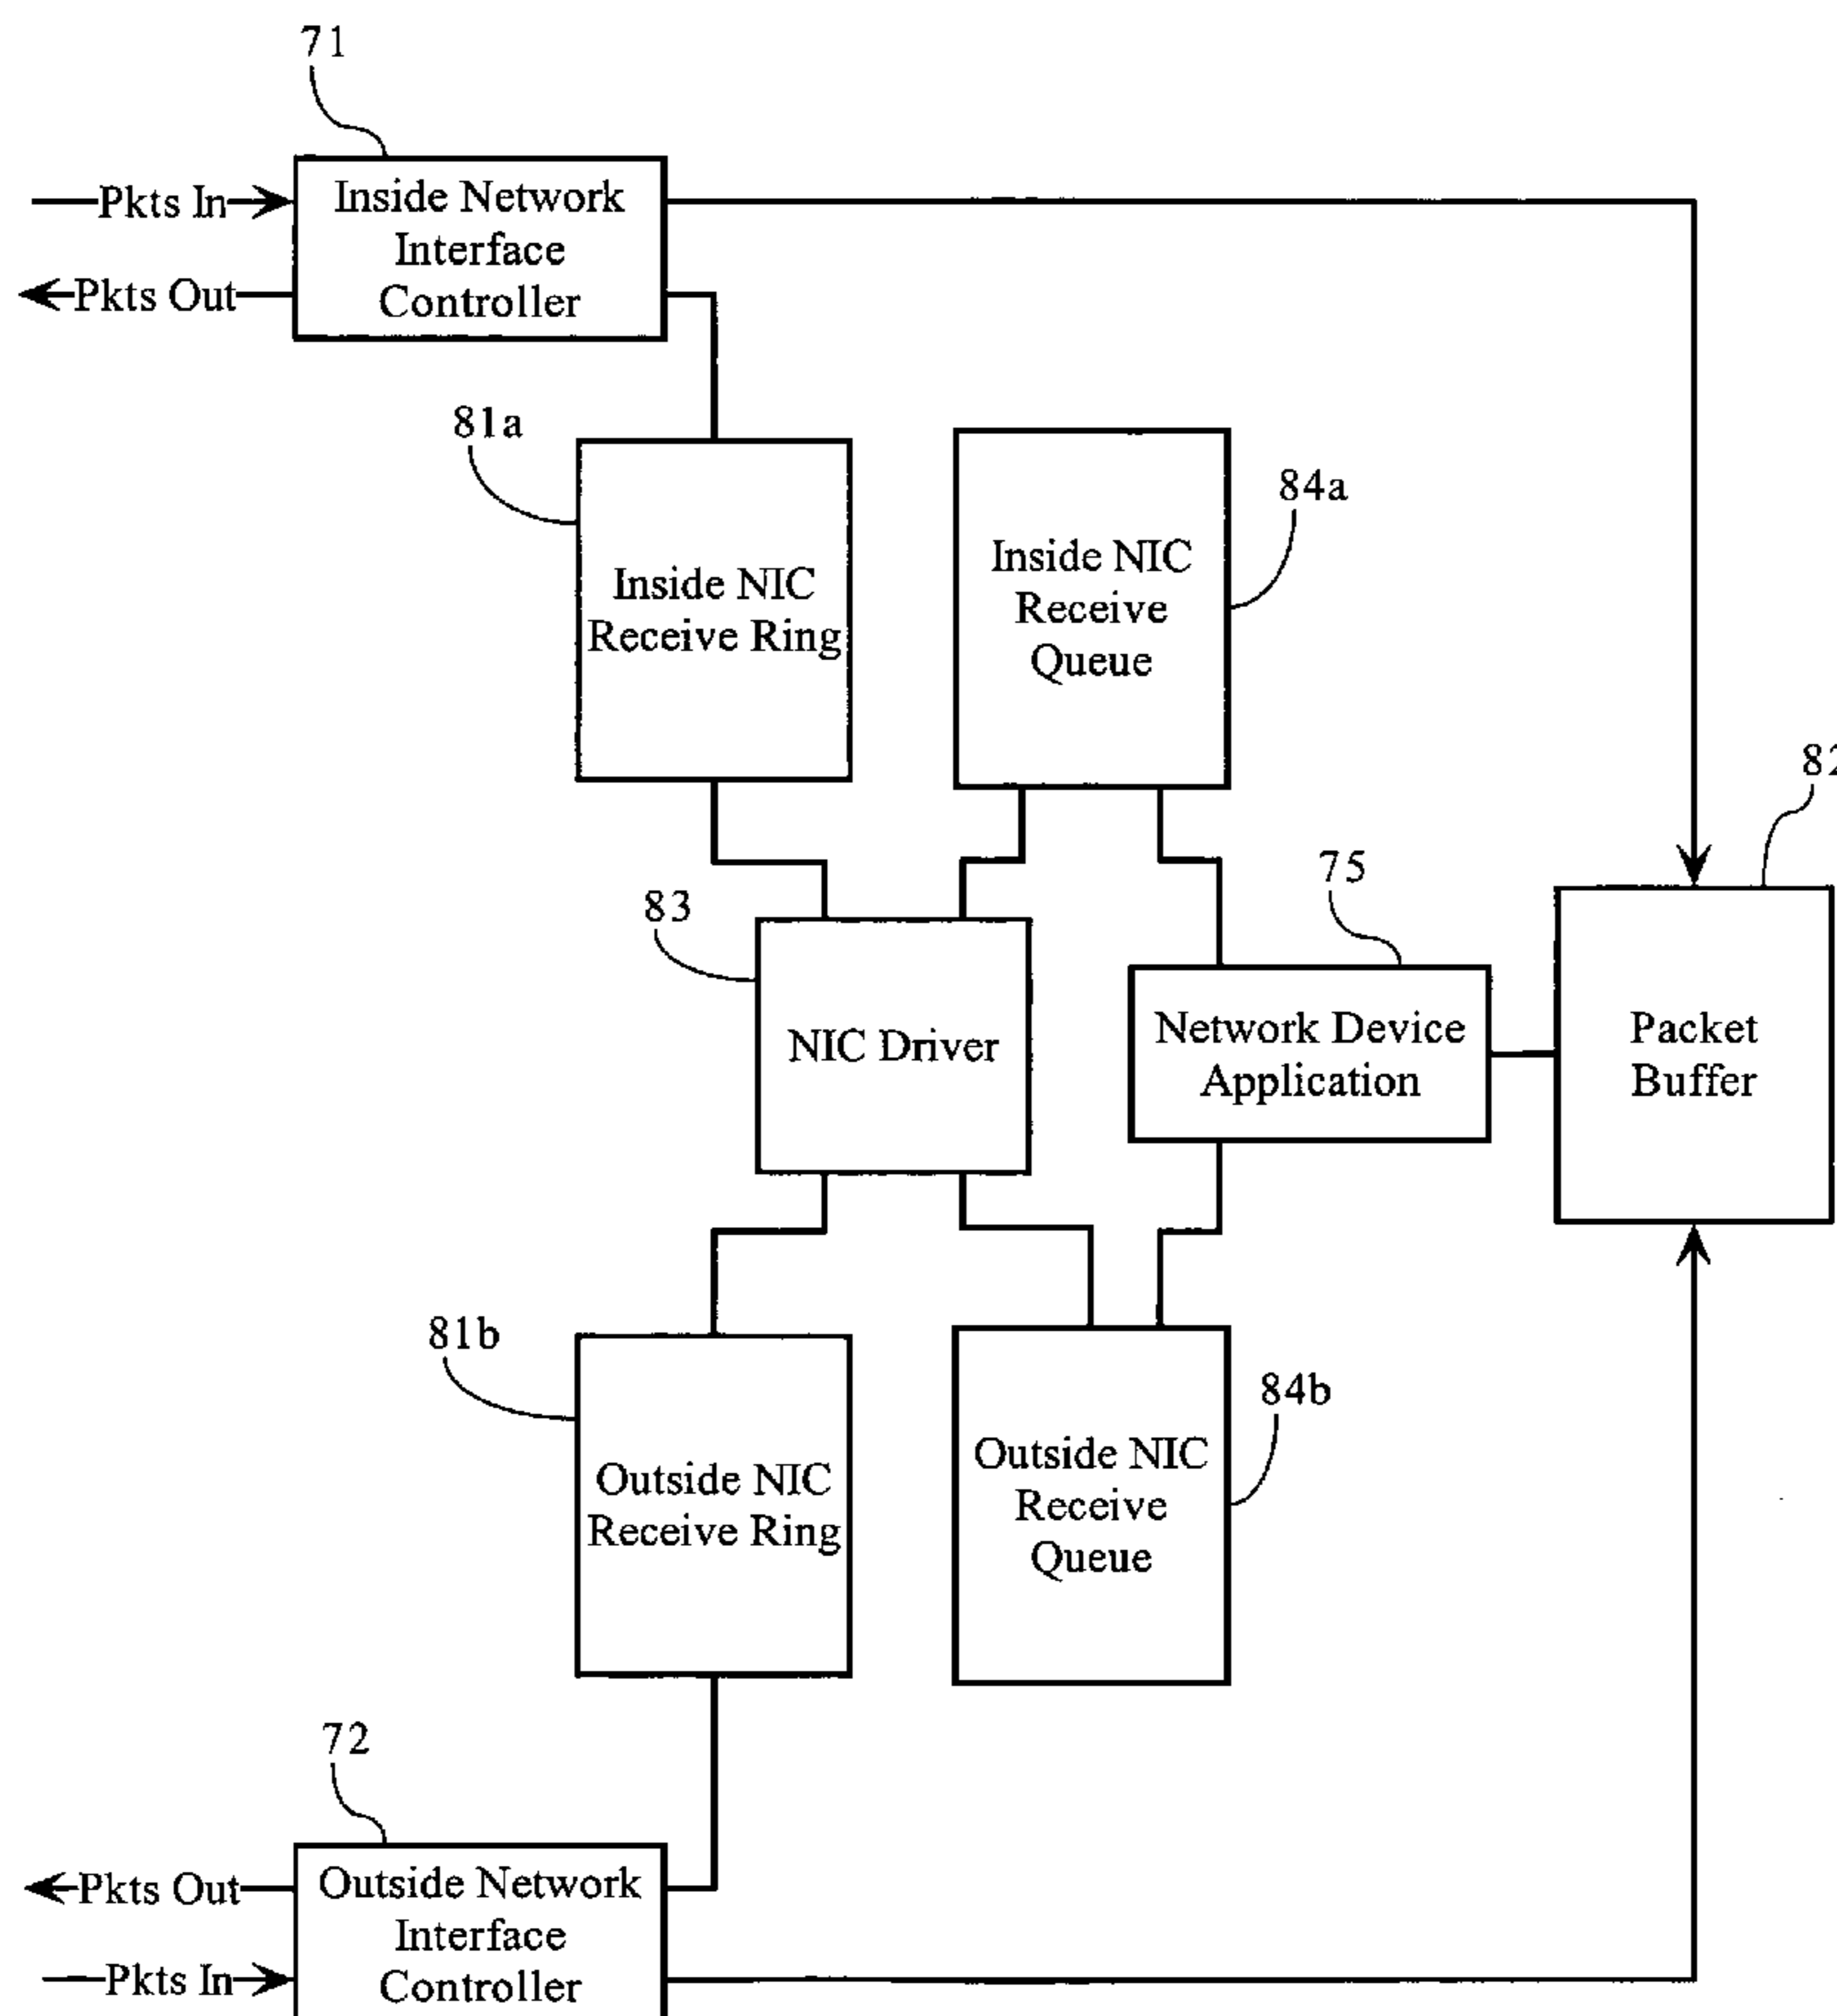 71
Pkts In
Inside Network
Interface
Controller
Pkts Out
81a
84a
Inside NIC
Receive Ring
Inside NIC
Receive
Queue
82
75
83
NIC Driver
Network Device
Application
Packet
Buffer
81b
84b
Outside NIC
Receive Ring
Outside NIC
Receive
Queue
72
Pkts Out
Outside Network
Interface
Controller
Pkts In